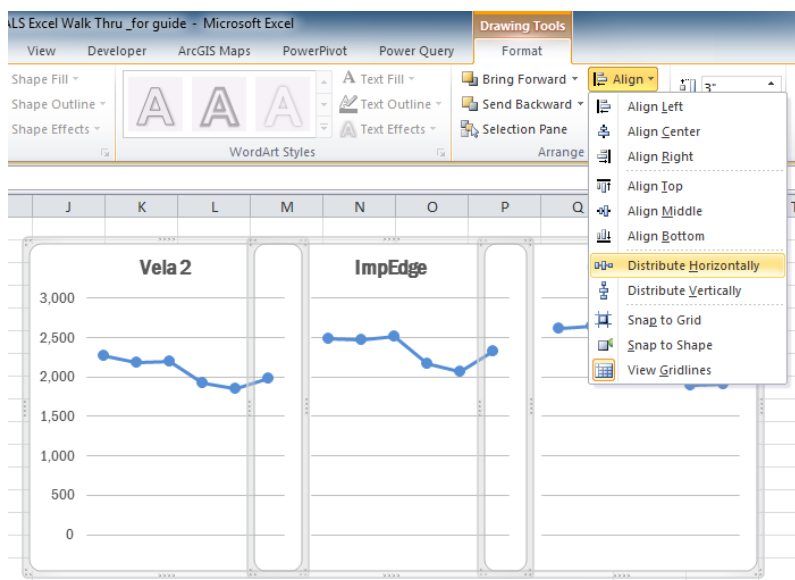 ALS Excel Walk Thru _for guide - Microsoft Excel
Drawing Tools
View Developer ArcGIS Maps PowerPivot Power Query Format
Shape Fill
Shape Outline
Shape Effects
A A A
A Text Fill
Text Outline
A Text Effects
WordArt Styles
Bring Forward
Send Backward
Selection Pane
Arrange
Align
3"
Align Left
Align Center
Align Right
Align Top
Align Middle
Align Bottom
Distribute Horizontally
Distribute Vertically
Snap to Grid
Snap to Shape
View Gridlines
J K L M N O P Q
Vela 2
ImpEdge
3,000
2,500
2,000
1,500
1,000
500
0